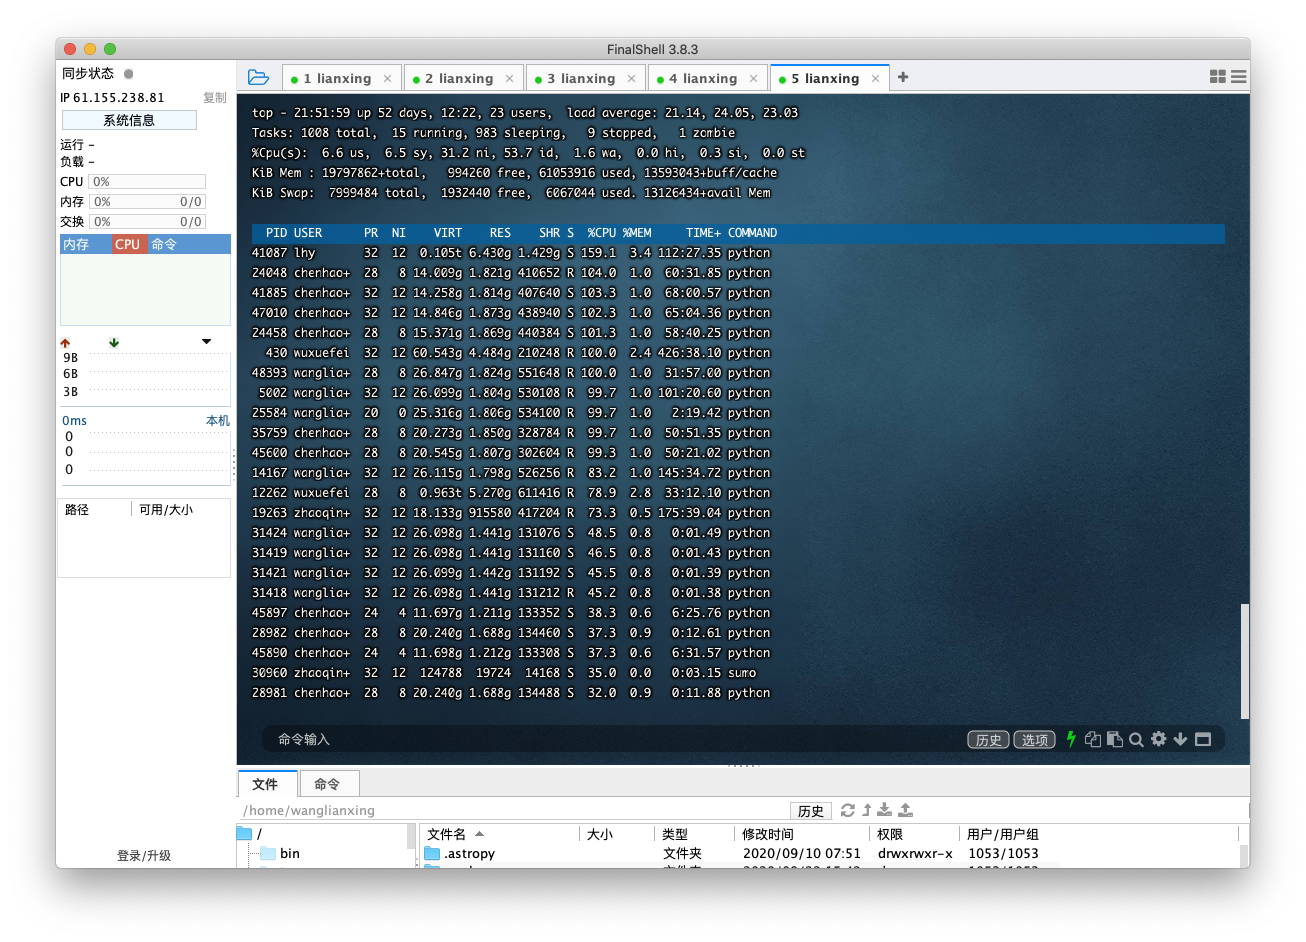 FinalShell 3.8.3
同步状态
IP 61.155.238.81 复制
系统信息
运行 -
负载 -
CPU 0%
内存 0% 0/0
交换 0% 0/0
内存 CPU 命令
9B
6B
3B
0ms 本机
0
0
0
路径 可用/大小
登录/升级
1 lianxing × 2 lianxing × 3 lianxing × 4 lianxing × 5 lianxing × +
top - 21:51:59 up 52 days, 12:22, 23 users,  load average: 21.14, 24.05, 23.03
Tasks: 1008 total,  15 running, 983 sleeping,   9 stopped,   1 zombie
%Cpu(s):  6.6 us,  6.5 sy, 31.2 ni, 53.7 id,  1.6 wa,  0.0 hi,  0.3 si,  0.0 st
KiB Mem : 19797862+total,   994260 free, 61053916 used, 13593043+buff/cache
KiB Swap:  7999484 total,  1932440 free,  6067044 used. 13126434+avail Mem
PID USER PR NI VIRT RES SHR S %CPU %MEM TIME+ COMMAND
41087 lhy 32 12 0.105t 6.430g 1.429g S 159.1 3.4 112:27.35 python
24048 chenhao+ 28 8 14.009g 1.821g 410652 R 104.0 1.0 60:31.85 python
41885 chenhao+ 32 12 14.258g 1.814g 407640 S 103.3 1.0 68:00.57 python
47010 chenhao+ 32 12 14.846g 1.873g 438940 S 102.3 1.0 65:04.36 python
24458 chenhao+ 28 8 15.371g 1.869g 440384 S 101.3 1.0 58:40.25 python
430 wuxuefei 32 12 60.543g 4.484g 210248 R 100.0 2.4 426:38.10 python
48393 wanglia+ 28 8 26.847g 1.824g 551648 R 100.0 1.0 31:57.00 python
5002 wanglia+ 32 12 26.099g 1.804g 530108 R 99.7 1.0 101:20.60 python
25584 wanglia+ 20 0 25.316g 1.806g 534100 R 99.7 1.0 2:19.42 python
35759 chenhao+ 28 8 20.273g 1.850g 328784 R 99.7 1.0 50:51.35 python
45600 chenhao+ 28 8 20.545g 1.807g 302604 R 99.3 1.0 50:21.02 python
14167 wanglia+ 32 12 26.115g 1.798g 526256 R 83.2 1.0 145:34.72 python
12262 wuxuefei 28 8 0.963t 5.270g 611416 R 78.9 2.8 33:12.10 python
19263 zhaoqin+ 32 12 18.133g 915580 417204 R 73.3 0.5 175:39.04 python
31424 wanglia+ 32 12 26.098g 1.441g 131076 S 48.5 0.8 0:01.49 python
31419 wanglia+ 32 12 26.098g 1.441g 131160 S 46.5 0.8 0:01.43 python
31421 wanglia+ 32 12 26.099g 1.442g 131192 S 45.5 0.8 0:01.39 python
31418 wanglia+ 32 12 26.098g 1.441g 131212 R 45.2 0.8 0:01.38 python
45897 chenhao+ 24 4 11.697g 1.211g 133352 S 38.3 0.6 6:25.76 python
28982 chenhao+ 28 8 20.240g 1.688g 134460 S 37.3 0.9 0:12.61 python
45890 chenhao+ 24 4 11.698g 1.212g 133308 S 37.3 0.6 6:31.57 python
30960 zhaoqin+ 32 12 124788 19724 14168 S 35.0 0.0 0:03.15 sumo
28981 chenhao+ 28 8 20.240g 1.688g 134488 S 32.0 0.9 0:11.88 python
命令输入 历史 选项
文件 命令
/home/wanglianxing 历史
/
bin
文件名 大小 类型 修改时间 权限 用户/用户组
.astropy 文件夹 2020/09/10 07:51 drwxrwxr-x 1053/1053